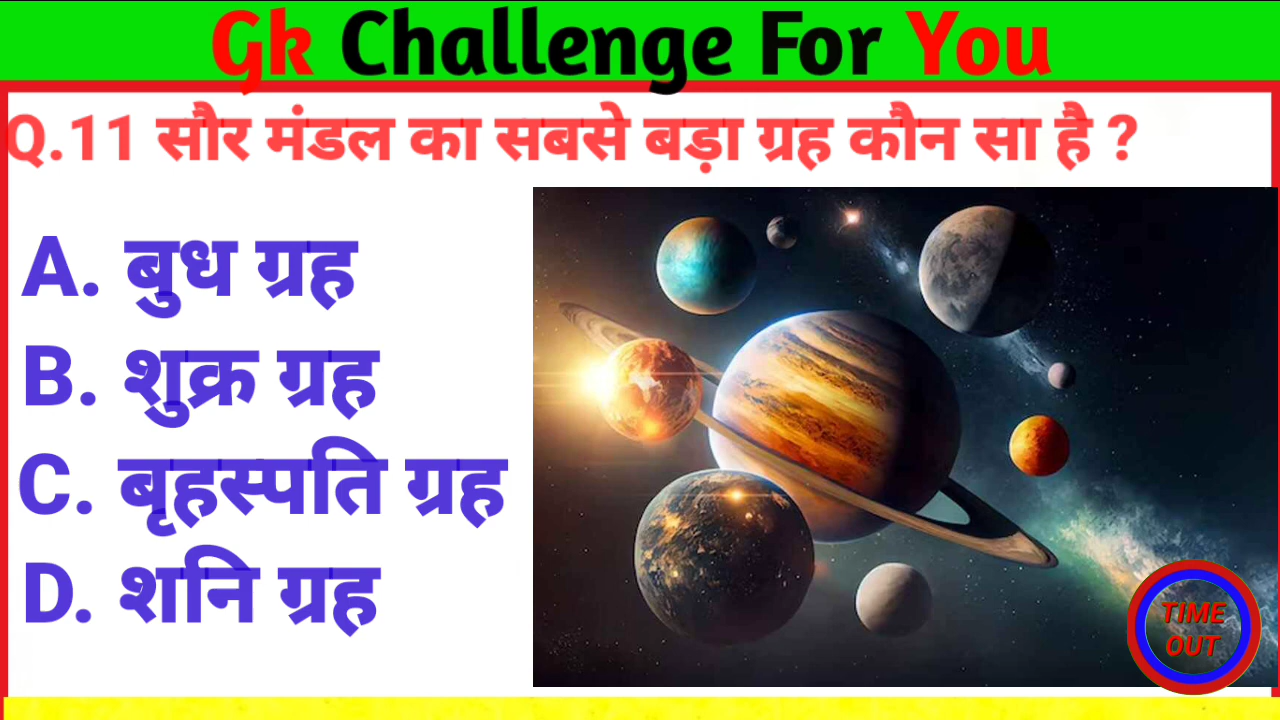 Gk Challenge For You
Q.11 सौर मंडल का सबसे बड़ा ग्रह कौन सा है ?
A. बुध ग्रह
B. शुक्र ग्रह
C. बृहस्पति ग्रह
D. शनि ग्रह
TIME
OUT